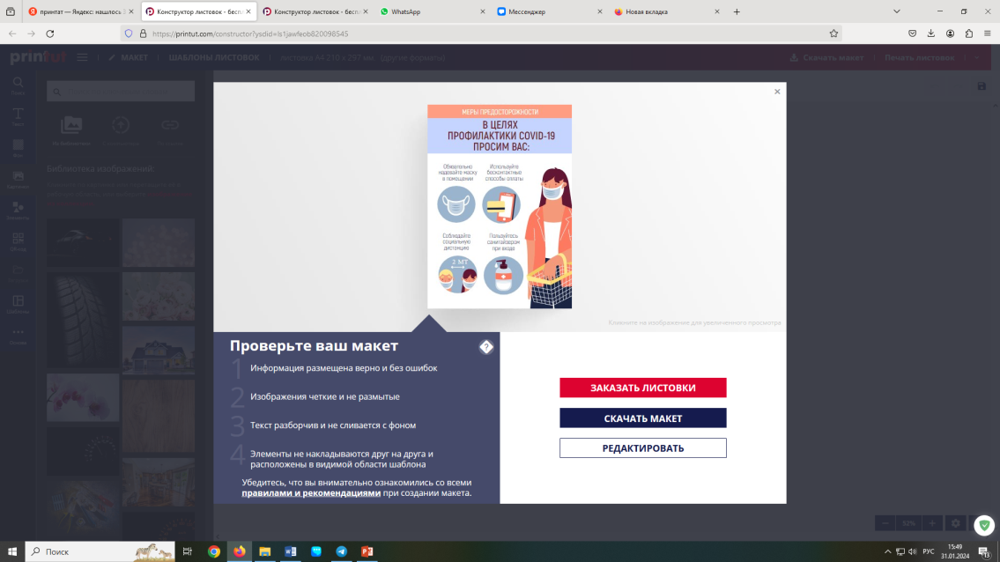 принтат — Яндекс: нашлось 3
Конструктор листовок - беспл
Конструктор листовок - беспл
WhatsApp
Мессенджер
Новая вкладка
https://printut.com/constructor?ysdid=ls1jawfeob820098545
printut
МАКЕТ
ШАБЛОНЫ ЛИСТОВОК
листовка А4 210 x 297 мм (другие форматы)
Скачать макет
Печать листовок
Библиотека изображений:
МЕРЫ ПРЕДОСТОРОЖНОСТИ
В ЦЕЛЯХ
ПРОФИЛАКТИКИ COVID-19
ПРОСИМ ВАС:
Обязательно
надевайте маску
в помещении
Используйте
бесконтактные
способы оплаты
Соблюдайте
социальную
дистанцию
Пользуйтесь
санитайзером
при входе
2 МТ
Кликните на изображение для увеличенного просмотра
Проверьте ваш макет
?
1 Информация размещена верно и без ошибок
2 Изображения четкие и не размытые
3 Текст разборчив и не сливается с фоном
4 Элементы не накладываются друг на друга и
расположены в видимой области шаблона
Убедитесь, что вы внимательно ознакомились со всеми
правилами и рекомендациями при создании макета.
ЗАКАЗАТЬ ЛИСТОВКИ
СКАЧАТЬ МАКЕТ
РЕДАКТИРОВАТЬ
52%
Поиск
РУС
15:49
31.01.2024